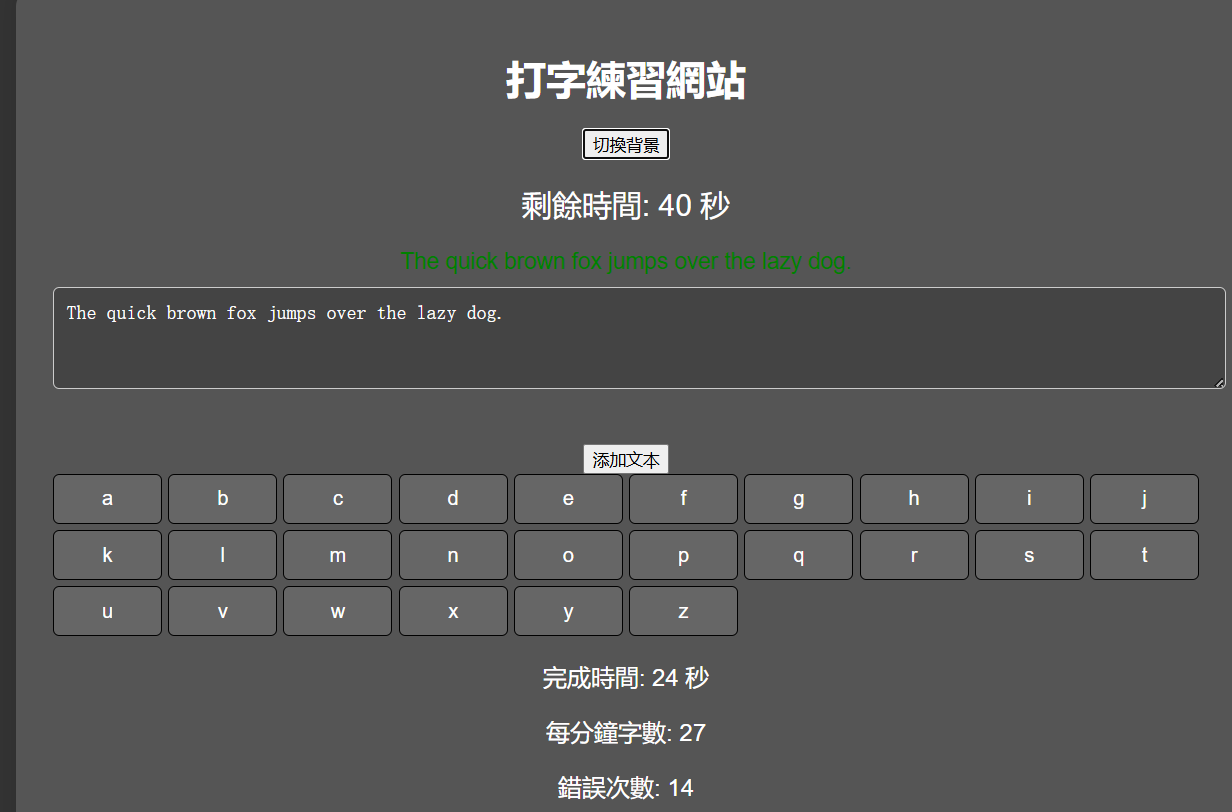 打字練習網站
切換背景
剩餘時間: 40 秒
The quick brown fox jumps over the lazy dog.
The quick brown fox jumps over the lazy dog.
添加文本
a b c d e f g h i j
k l m n o p q r s t
u v w x y z
完成時間: 24 秒
每分鐘字數: 27
錯誤次數: 14